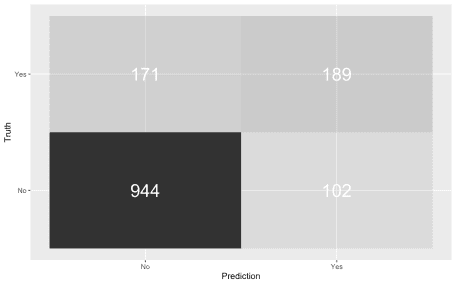 Yes
171
189
Truth
No
944
102
No
Yes
Prediction